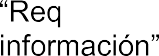 “Req
información”